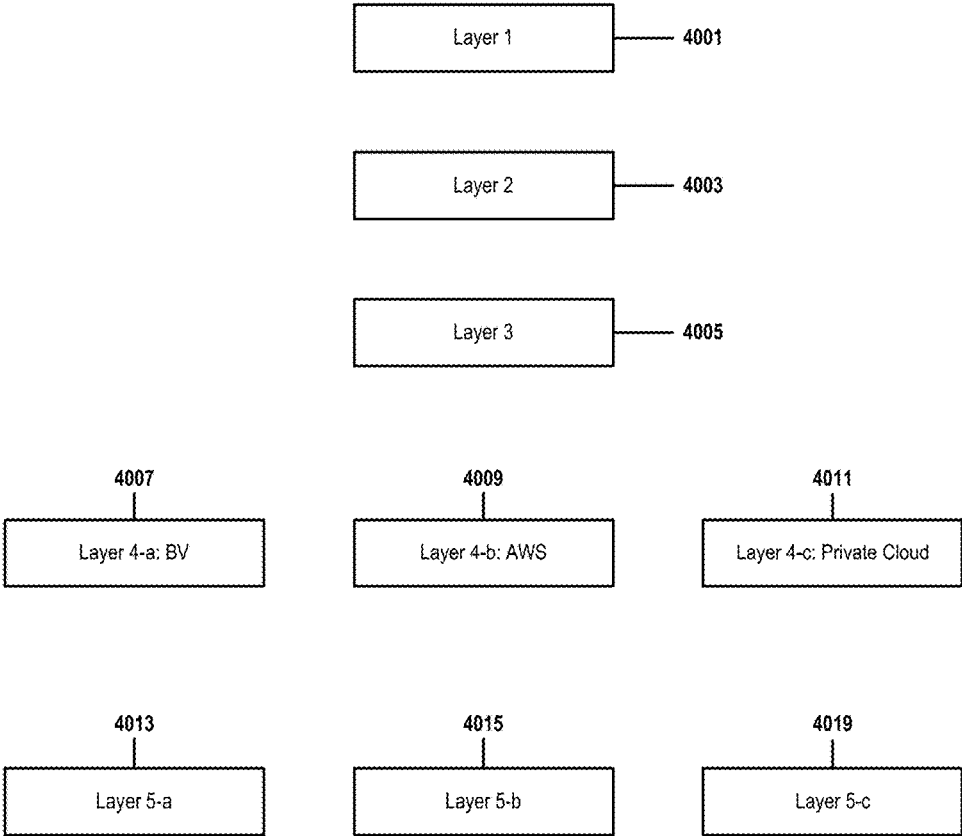 Layer 1
4001
Layer 2
4003
Layer 3
4005
4007
4009
4011
Layer 4-a: BV
Layer 4-b: AWS
Layer 4-c: Private Cloud
4013
4015
4019
Layer 5-a
Layer 5-b
Layer 5-c